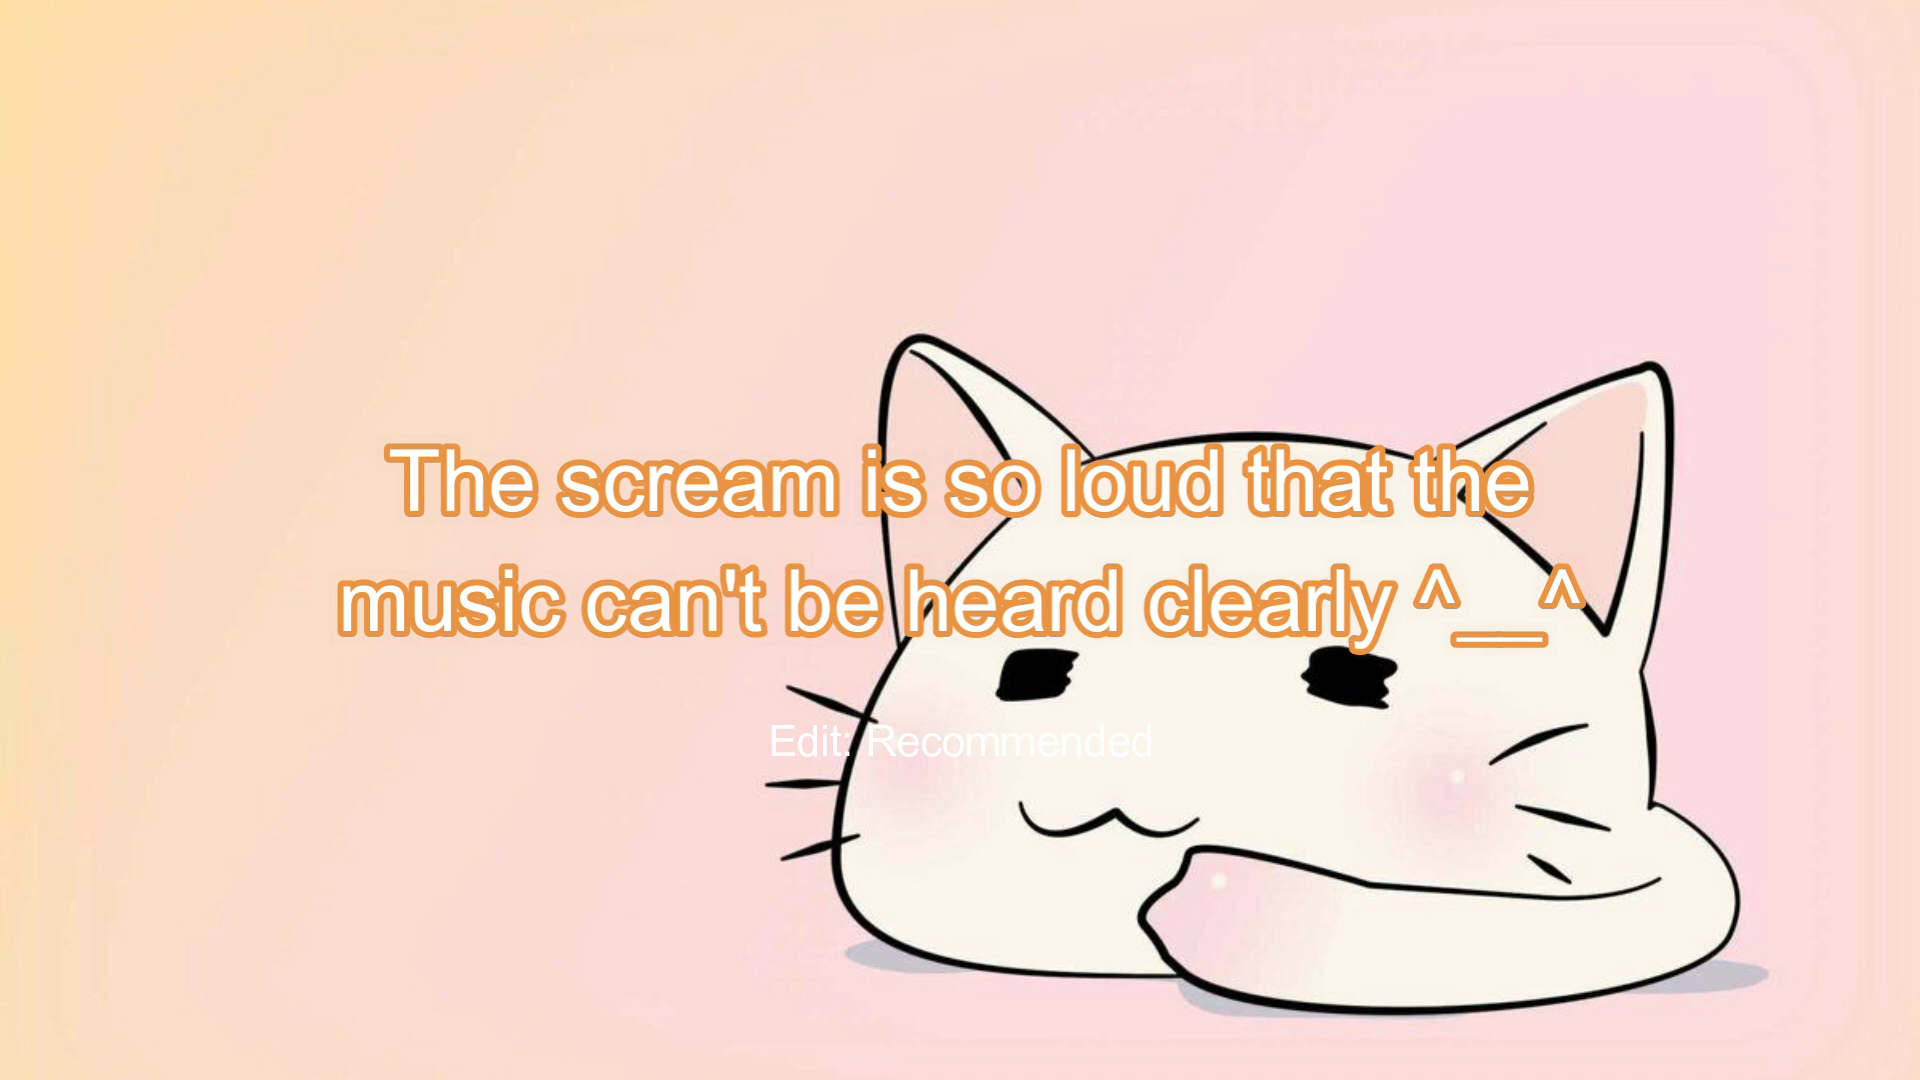 The scream is so loud that the
music can't be heard clearly ^__^
Edit: Recommended